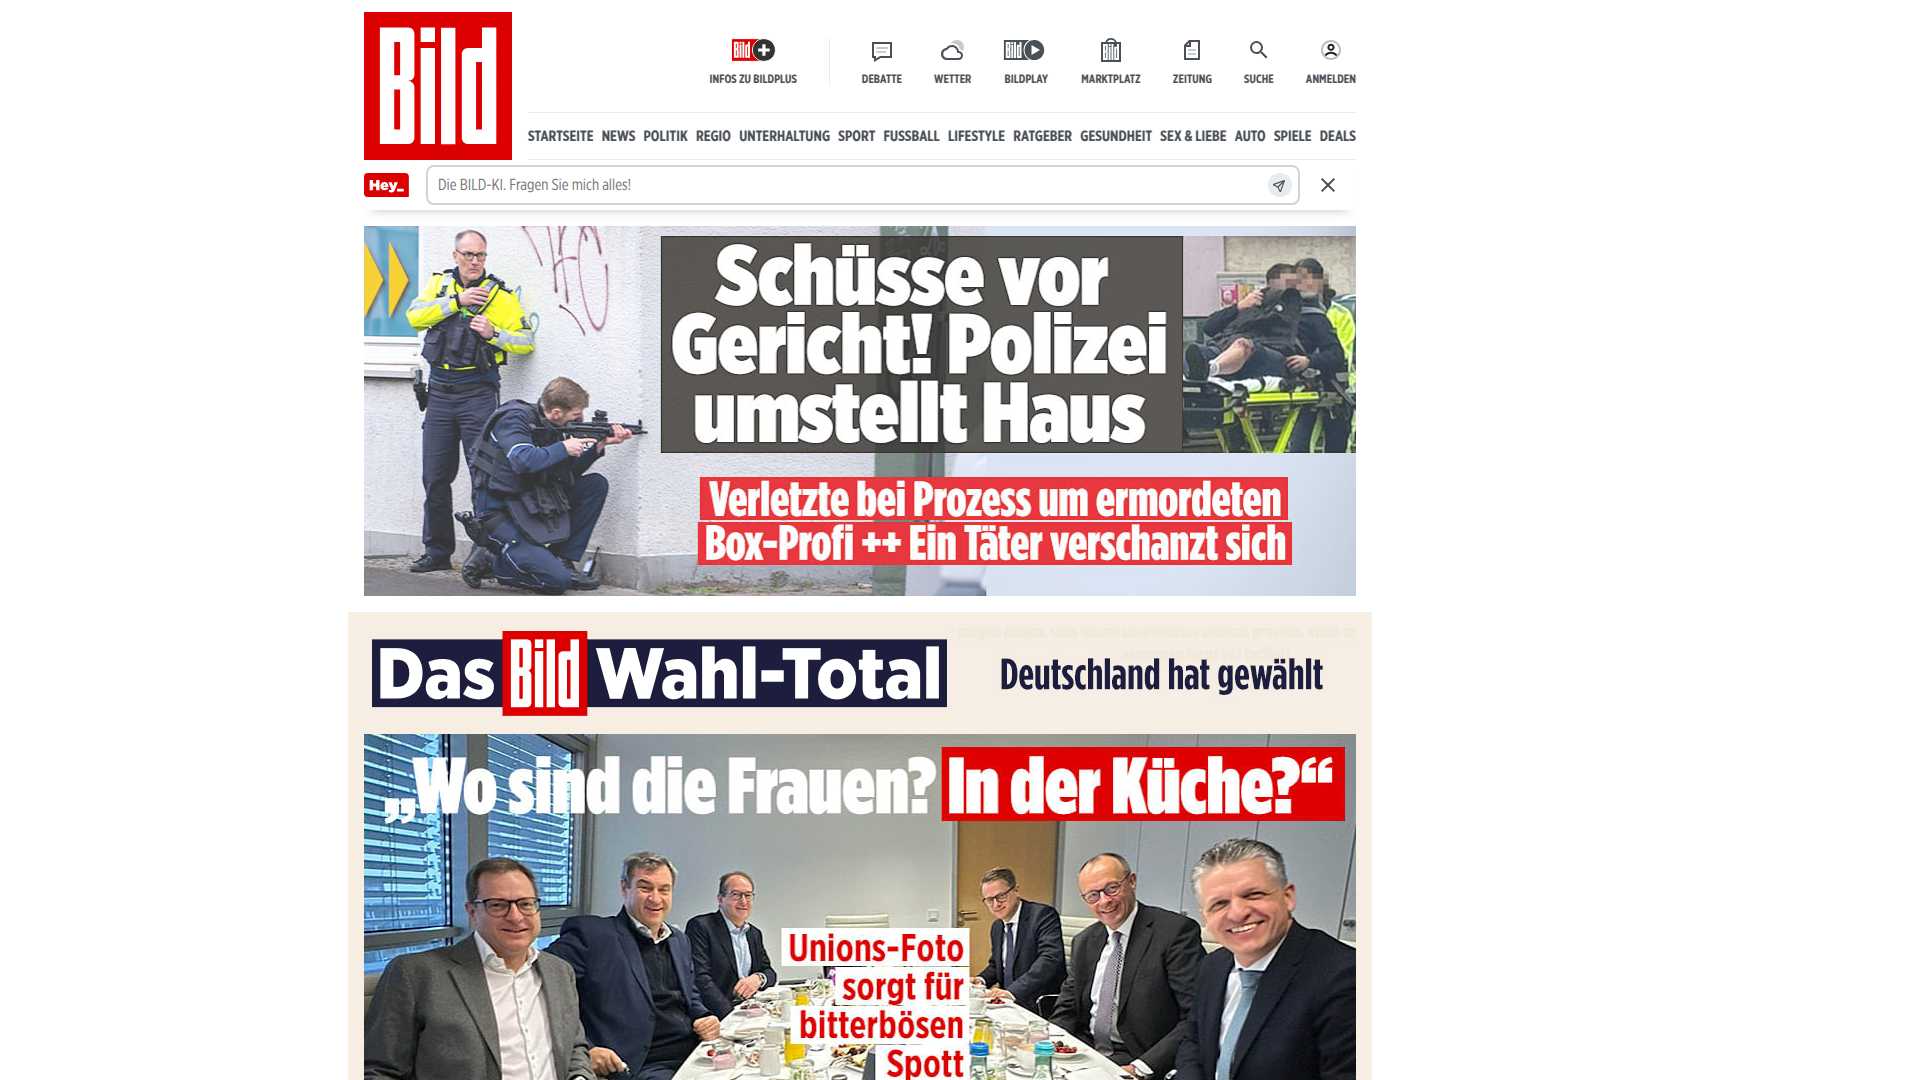 Bild
Bild
INFOS ZU BILDPLUS
DEBATTE
WETTER
Bild
BILDPLAY
Bild
MARKTPLATZ
ZEITUNG
SUCHE
ANMELDEN
STARTSEITE NEWS POLITIK REGIO UNTERHALTUNG SPORT FUSSBALL LIFESTYLE RATGEBER GESUNDHEIT SEX & LIEBE AUTO SPIELE DEALS
Hey_
Die BILD-KI. Fragen Sie mich alles!
Schüsse vor
Gericht! Polizei
umstellt Haus
Verletzte bei Prozess um ermordeten
Box-Profi ++ Ein Täter verschanzt sich
Das Bild Wahl-Total
Deutschland hat gewählt
„Wo sind die Frauen? In der Küche?“
Unions-Foto
sorgt für
bitterbösen
Spott